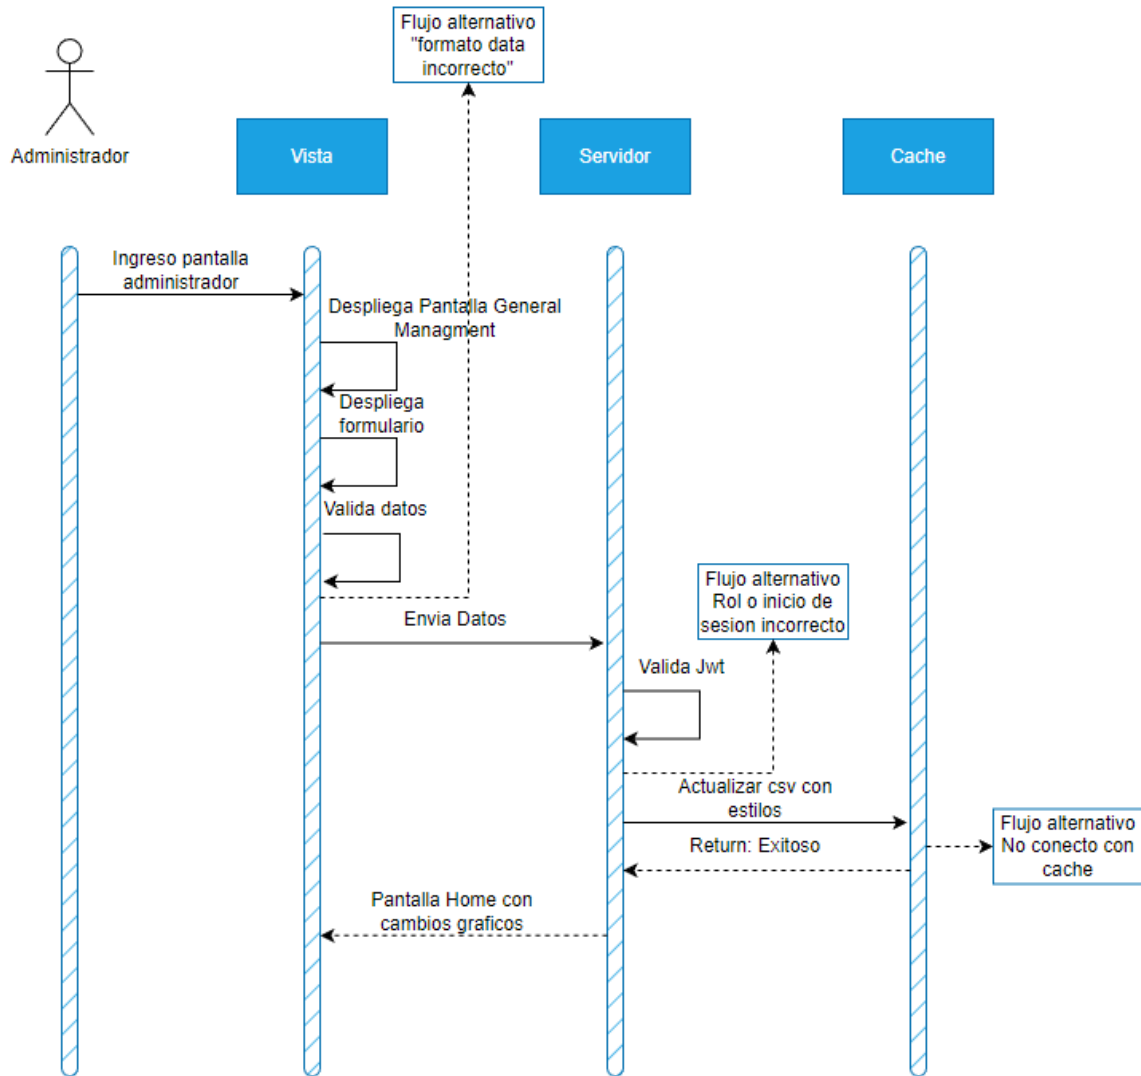 Flujo alternativo
"formato data
incorrecto"
Administrador
Vista
Servidor
Cache
Ingreso pantalla
administrador
Despliega Pantalla General
Managment
Despliega
formulario
Valida datos
Flujo alternativo
Rol o inicio de
sesion incorrecto
Envia Datos
Valida Jwt
Actualizar csv con
estilos
Flujo alternativo
No conecto con
cache
Return: Exitoso
Pantalla Home con
cambios graficos